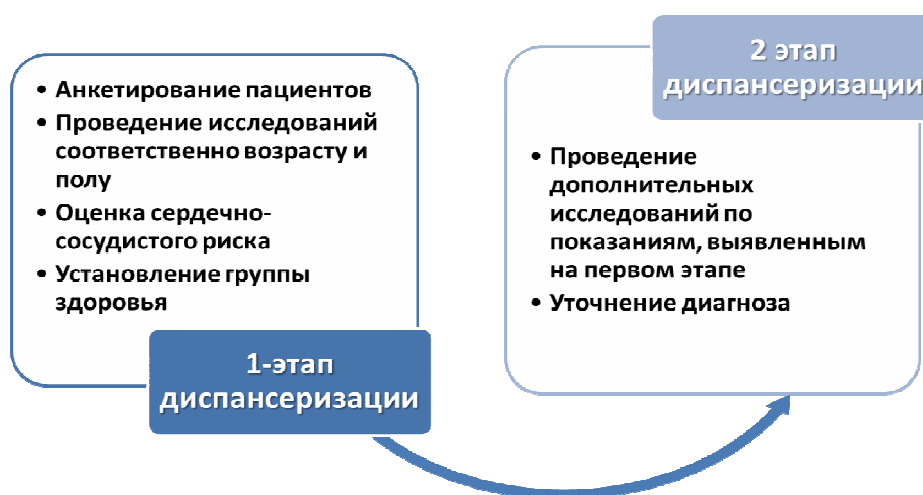 • Анкетирование пациентов
• Проведение исследований
соответственно возрасту и
полу
• Оценка сердечно-
сосудистого риска
• Установление группы
здоровья
1-этап
диспансеризации
2 этап
диспансеризации
• Проведение
дополнительных
исследований по
показаниям, выявленным
на первом этапе
• Уточнение диагноза